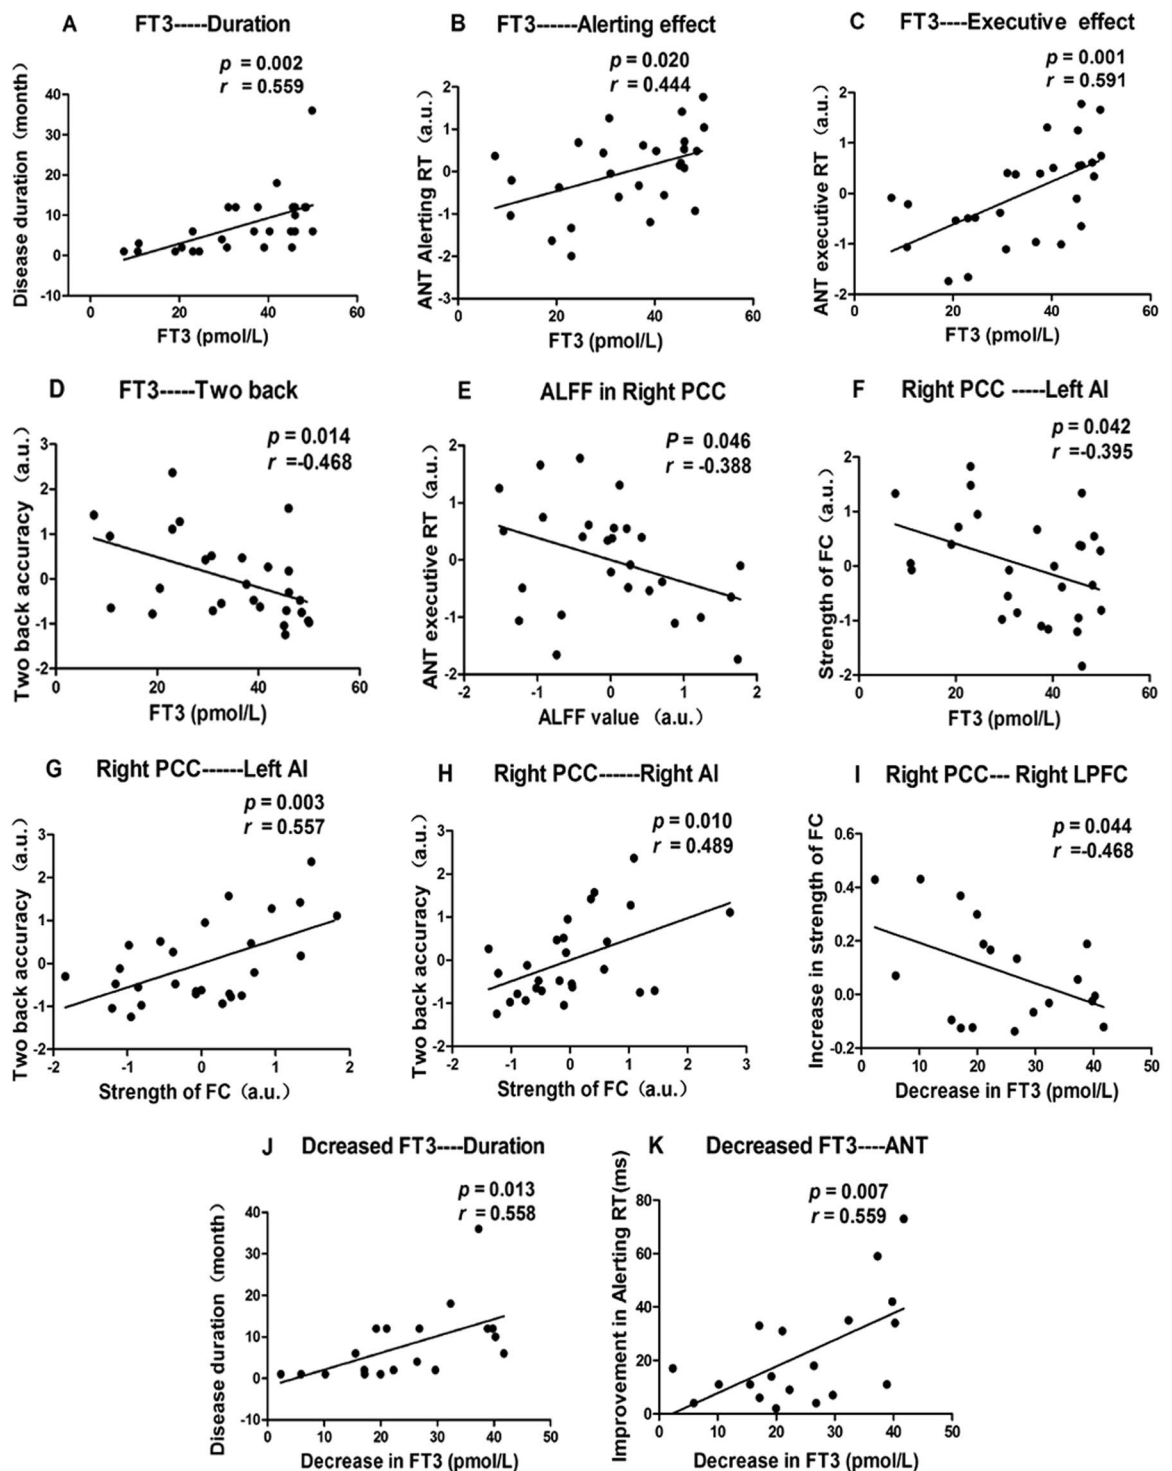 A FT3-----Duration
p = 0.002
r = 0.559
Disease duration (month)
40
30
20
10
0
-10
0 20 40 60
FT3 (pmol/L)
B FT3------Alerting effect
p = 0.020
r = 0.444
ANT Alerting RT (a.u.)
2
1
0
-1
-2
-3
0 20 40 60
FT3 (pmol/L)
C FT3----Executive effect
p = 0.001
r = 0.591
ANT executive RT (a.u.)
2
1
0
-1
-2
0 20 40 60
FT3 (pmol/L)
D FT3-----Two back
p = 0.014
r =-0.468
Two back accuracy (a.u.)
3
2
1
0
-1
-2
0 20 40 60
FT3 (pmol/L)
E ALFF in Right PCC
P = 0.046
r = -0.388
ANT executive RT (a.u.)
2
1
0
-1
-2
-2 -1 0 1 2
ALFF value (a.u.)
F Right PCC -----Left AI
p = 0.042
r =-0.395
Strength of FC (a.u.)
2
1
0
-1
-2
0 20 40 60
FT3 (pmol/L)
G Right PCC------Left AI
p = 0.003
r = 0.557
Two back accuracy (a.u.)
3
2
1
0
-1
-2
-2 -1 0 1 2
Strength of FC (a.u.)
H Right PCC------Right AI
p = 0.010
r = 0.489
Two back accuracy (a.u.)
3
2
1
0
-1
-2
-2 -1 0 1 2 3
Strength of FC (a.u.)
I Right PCC--- Right LPFC
p = 0.044
r =-0.468
Increase in strength of FC
0.6
0.4
0.2
0.0
-0.2
0 10 20 30 40 50
Decrease in FT3 (pmol/L)
J Dcreased FT3----Duration
p = 0.013
r = 0.558
Disease duration (month)
40
30
20
10
0
-10
0 10 20 30 40 50
Decrease in FT3 (pmol/L)
K Decreased FT3----ANT
p = 0.007
r = 0.559
Improvement in Alerting RT(ms)
80
60
40
20
0
0 10 20 30 40 50
Decrease in FT3 (pmol/L)